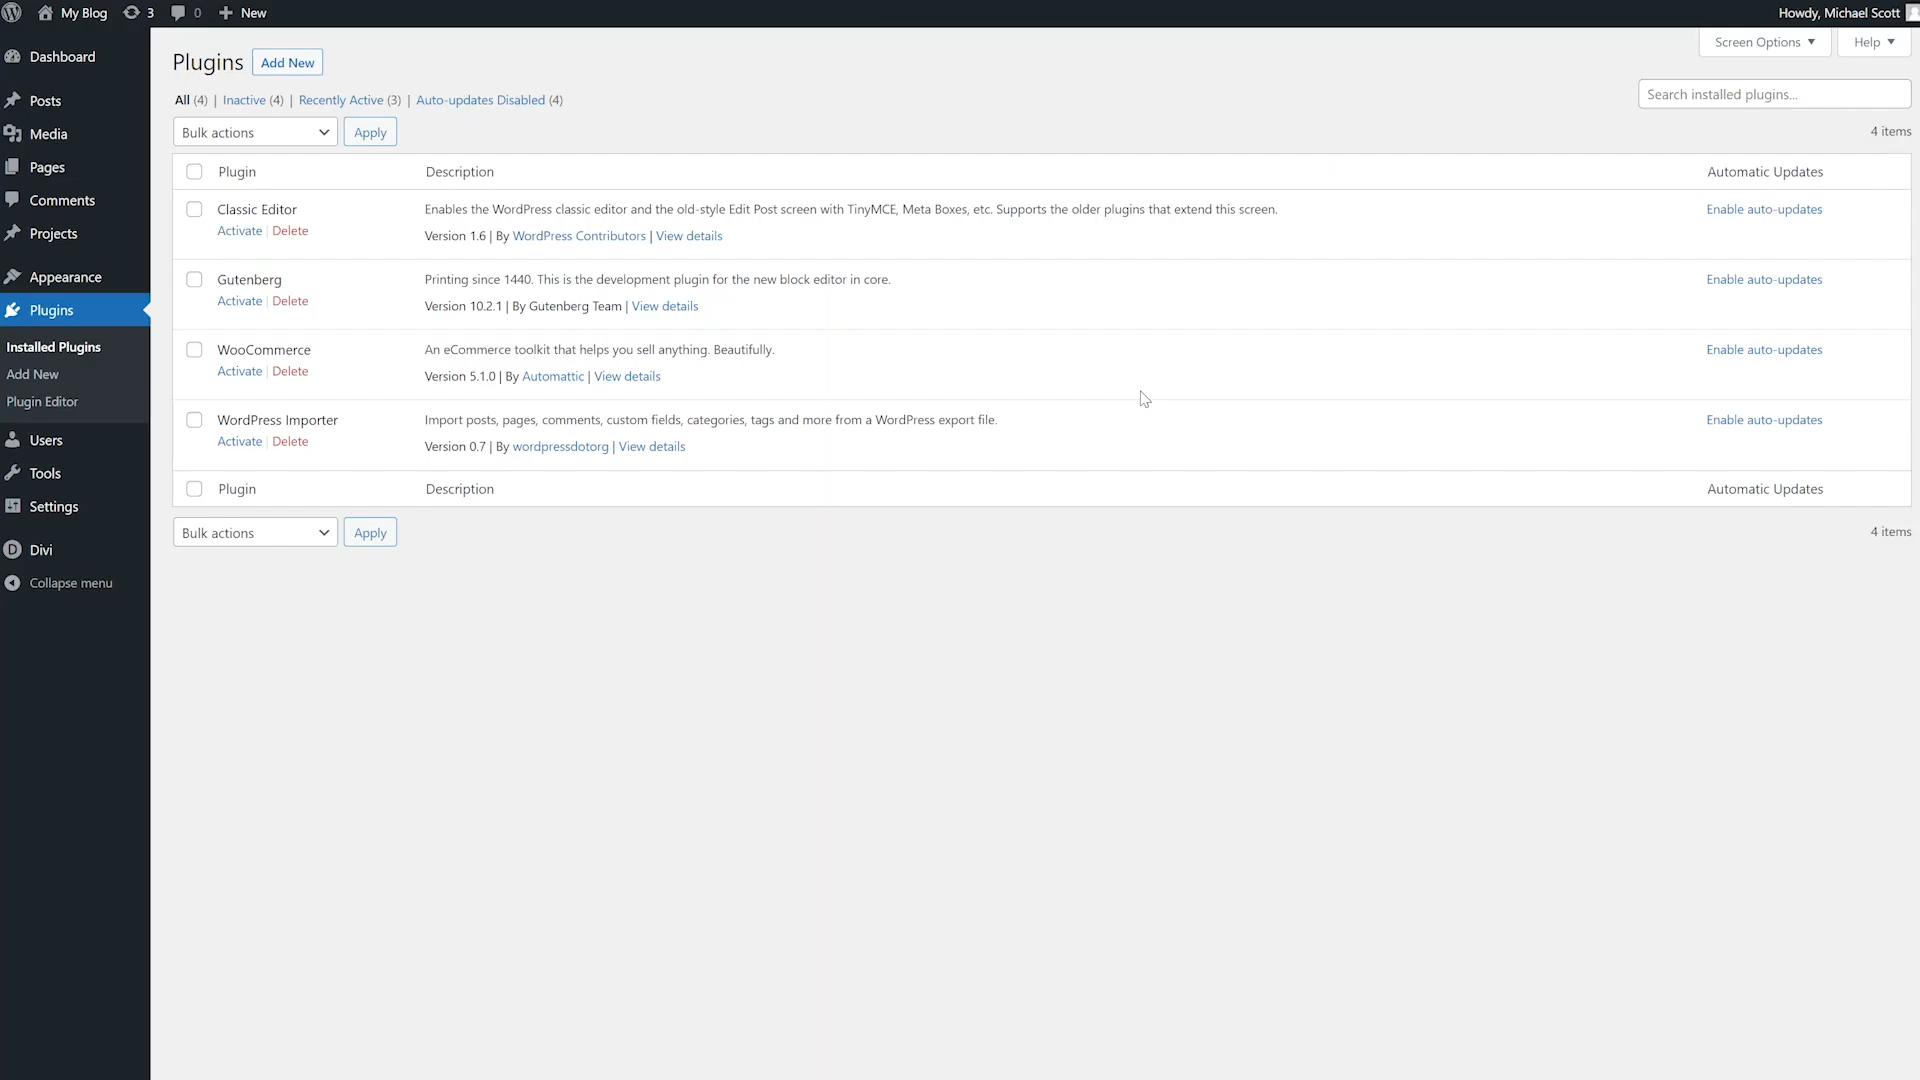 My Blog 3 0 New Howdy, Michael Scott
Screen Options Help
Dashboard
Posts
Media
Pages
Comments
Projects
Appearance
Plugins
Installed Plugins
Add New
Plugin Editor
Users
Tools
Settings
Divi
Collapse menu
Plugins Add New
All (4) | Inactive (4) | Recently Active (3) | Auto-updates Disabled (4)
Search installed plugins...
Bulk actions Apply
4 items
Plugin Description Automatic Updates
Classic Editor Enables the WordPress classic editor and the old-style Edit Post screen with TinyMCE, Meta Boxes, etc. Supports the older plugins that extend this screen. Enable auto-updates
Activate | Delete Version 1.6 | By WordPress Contributors | View details
Gutenberg Printing since 1440. This is the development plugin for the new block editor in core. Enable auto-updates
Activate | Delete Version 10.2.1 | By Gutenberg Team | View details
WooCommerce An eCommerce toolkit that helps you sell anything. Beautifully. Enable auto-updates
Activate | Delete Version 5.1.0 | By Automattic | View details
WordPress Importer Import posts, pages, comments, custom fields, categories, tags and more from a WordPress export file. Enable auto-updates
Activate | Delete Version 0.7 | By wordpressdotorg | View details
Plugin Description Automatic Updates
Bulk actions Apply 4 items